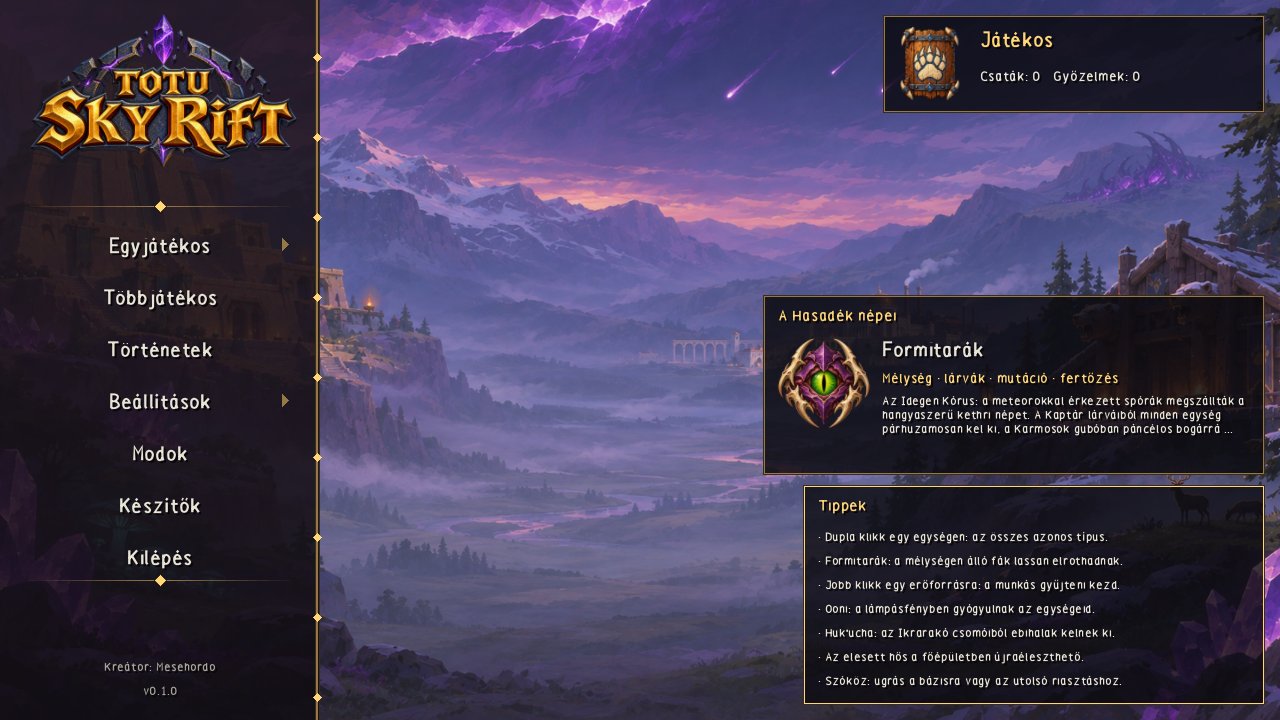 TOTU
SKY RIFT
Egyjátékos
Többjátékos
Történetek
Beállítások
Modok
Készítők
Kilépés
Kreátor: Mesehordo
v0.1.0
Játékos
Csaták: 0 Győzelmek: 0
A Hasadék népei
Formitarák
Mélység · lárvák · mutáció · fertőzés
Az Idegen Kórus: a meteorokkal érkezett spórák megszállták a
hangyaszerű kethri népet. A Kaptár lárváiból minden egység
párhuzamosan kel ki, a Karmosok gubóban páncélos bogárrá ...
Tippek
· Dupla klikk egy egységen: az összes azonos típus.
· Formitarák: a mélységen álló fák lassan elrothadnak.
· Jobb klikk egy erőforrásra: a munkás gyűjteni kezd.
· Ooni: a lámpásfényben gyógyulnak az egységeid.
· Huk'ucha: az Ikrarakó csomóiból ebihalak kelnek ki.
· Az elesett hős a főépületben újraéleszthető.
· Szóköz: ugrás a bázisra vagy az utolsó riasztáshoz.